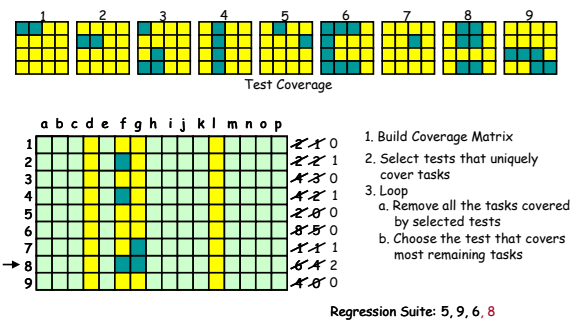 1 2 3 4 5 6 7 8 9
Test Coverage
a b c d e f g h i j k l m n o p
1 2 1 0
2 2 2 1
3 4 3 0
4 4 2 1
5 2 0 0
6 8 5 0
7 1 1 1
→ 8 6 4 2
9 4 0 0
1. Build Coverage Matrix
2. Select tests that uniquely
cover tasks
3. Loop
a. Remove all the tasks covered
by selected tests
b. Choose the test that covers
most remaining tasks
Regression Suite: 5, 9, 6, 8